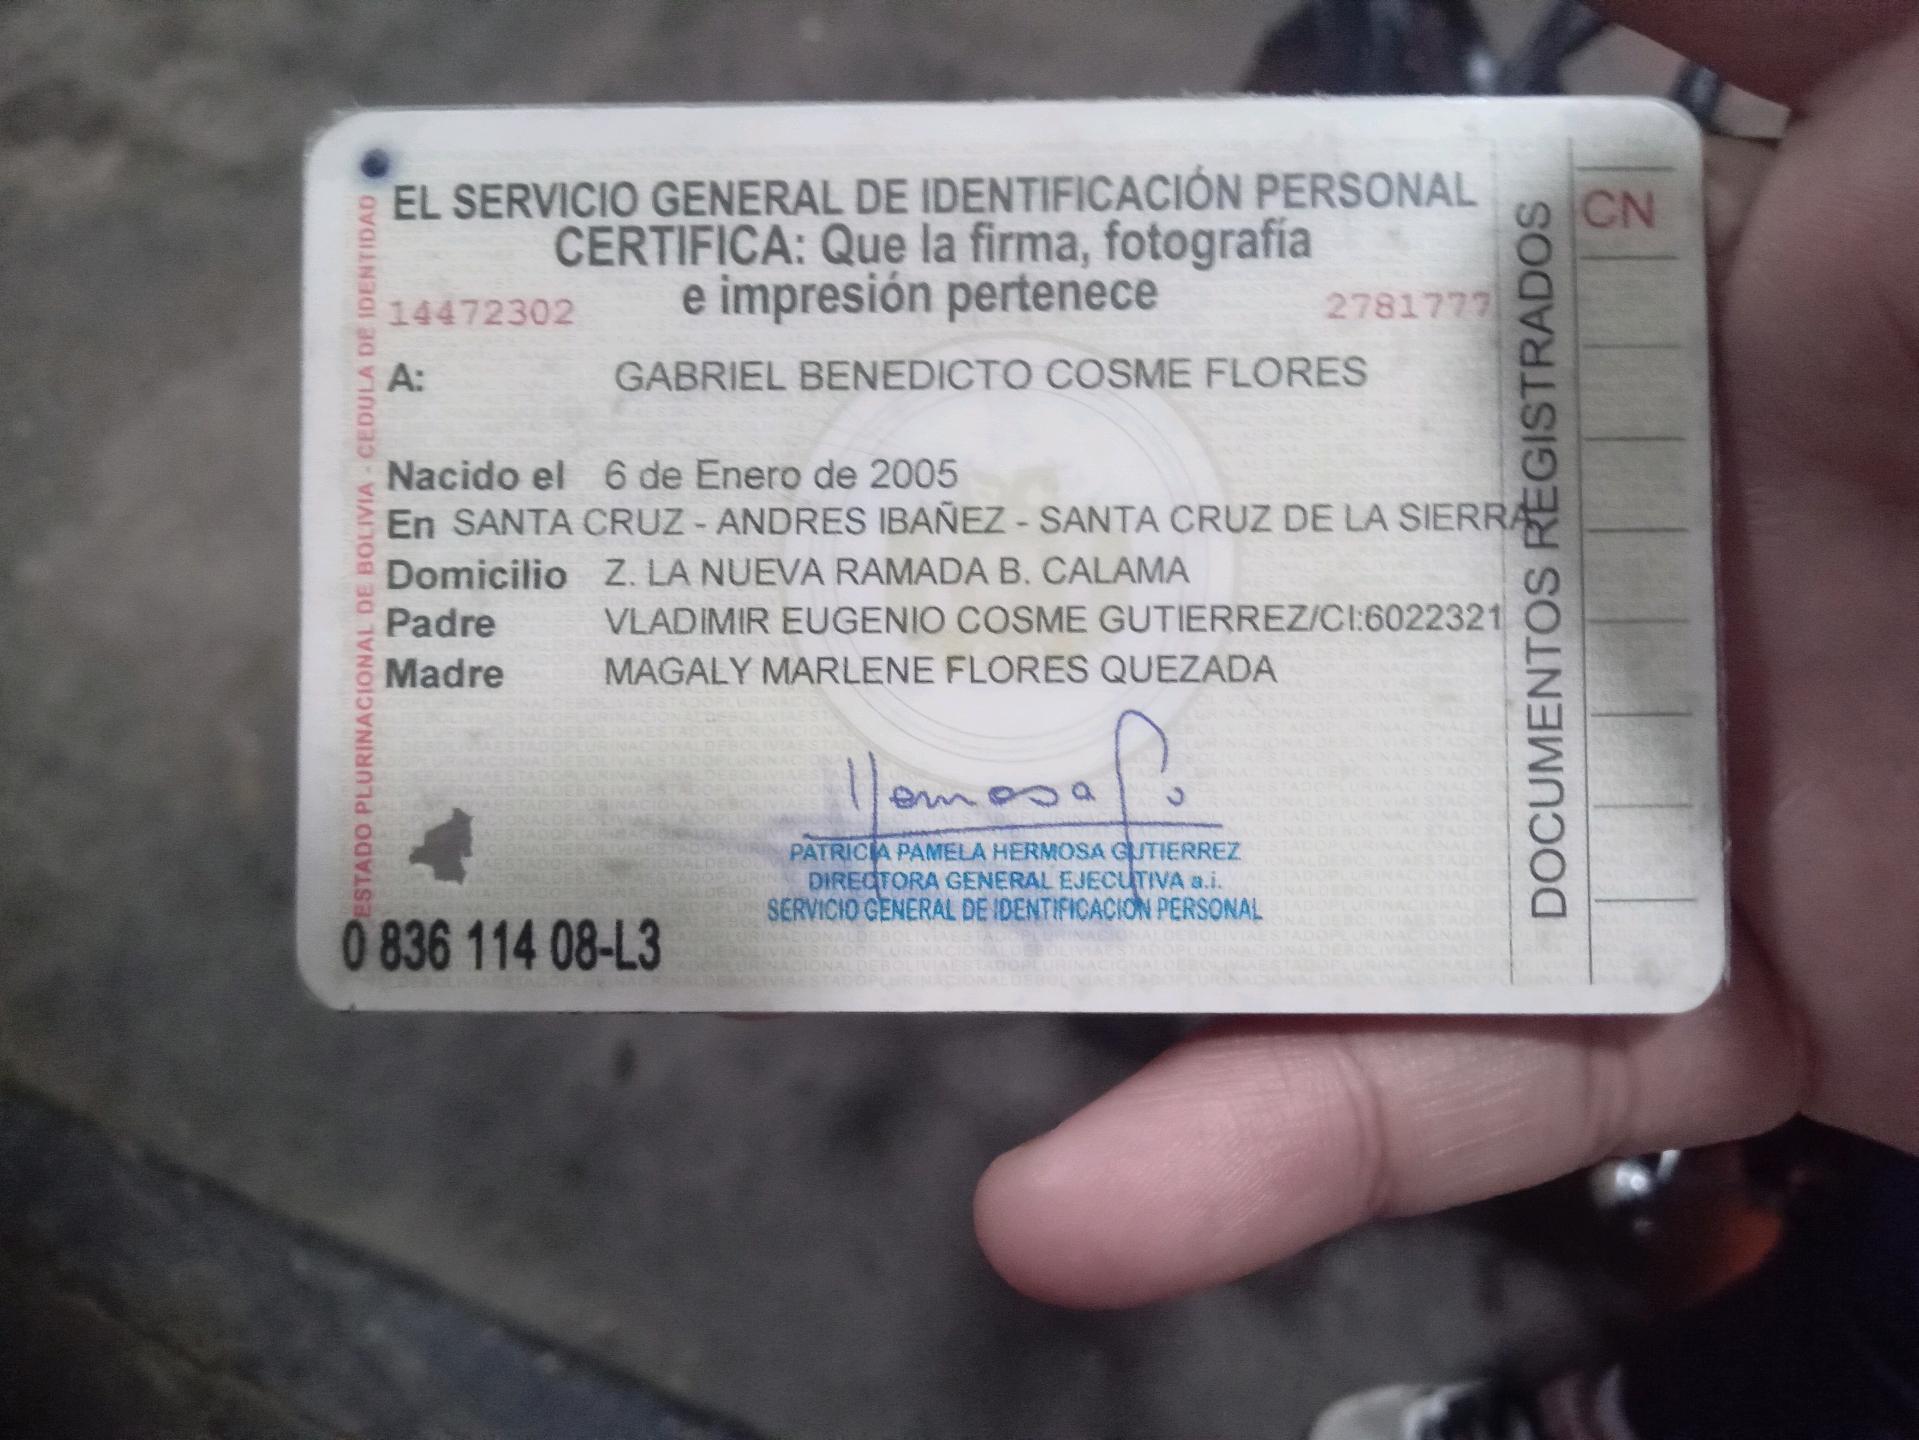 EL SERVICIO GENERAL DE IDENTIFICACIÓN PERSONAL
CERTIFICA: Que la firma, fotografía
e impresión pertenece
14472302
2781777
A: GABRIEL BENEDICTO COSME FLORES
Nacido el 6 de Enero de 2005
En SANTA CRUZ - ANDRES IBAÑEZ - SANTA CRUZ DE LA SIERRA
Domicilio Z. LA NUEVA RAMADA B. CALAMA
Padre VLADIMIR EUGENIO COSME GUTIERREZ/CI:6022321
Madre MAGALY MARLENE FLORES QUEZADA
PATRICIA PAMELA HERMOSA GUTIERREZ
DIRECTORA GENERAL EJECUTIVA a.i.
SERVICIO GENERAL DE IDENTIFICACION PERSONAL
0 836 114 08-L3
ESTADO PLURINACIONAL DE BOLIVIA - CEDULA DE IDENTIDAD
DOCUMENTOS REGISTRADOS
CN